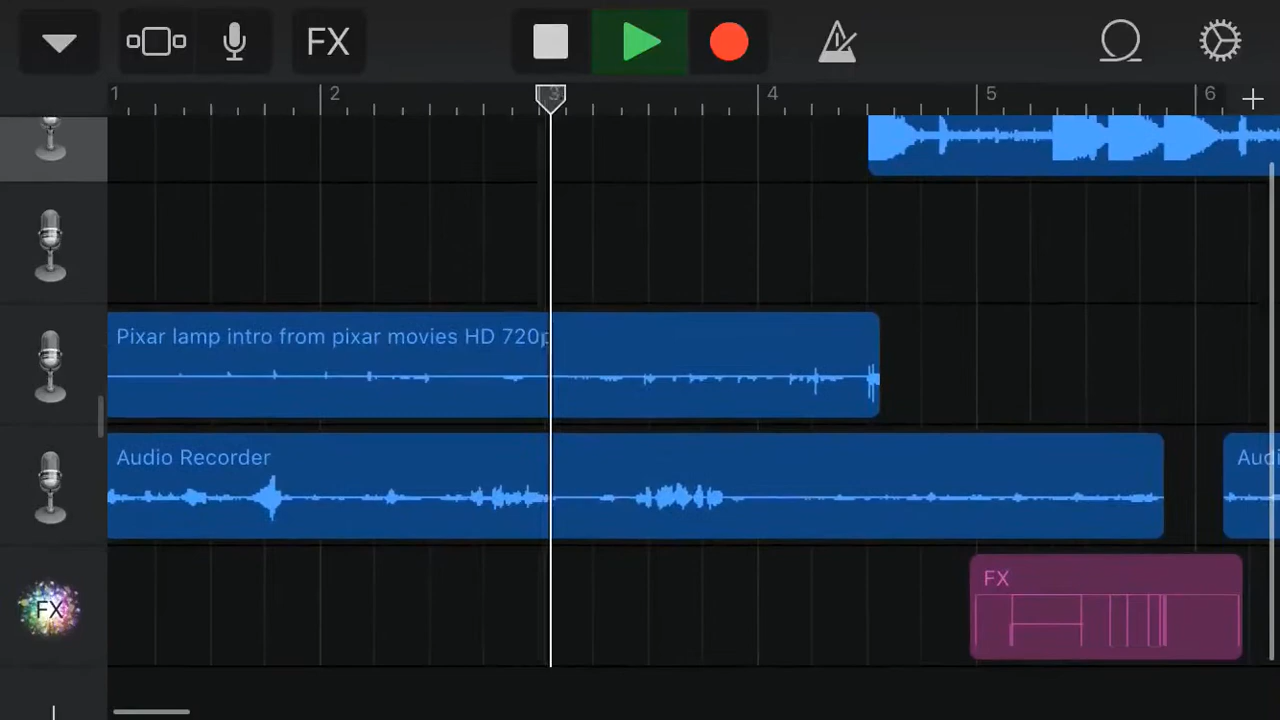 FX
1 2 3 4 5 6
Pixar lamp intro from pixar movies HD 720p
Audio Recorder
Audi
FX
FX